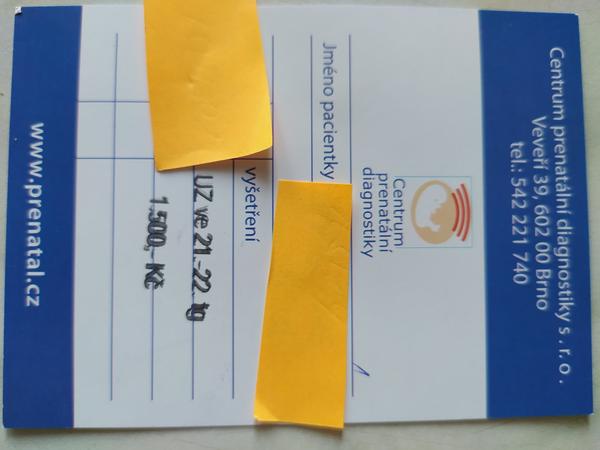 Centrum prenatální diagnostiky s.r.o.
Veveří 39, 602 00 Brno
tel.: 542 221 740
Centrum
prenatální
diagnostiky
Jméno pacientky
vyšetření
UZ ve 21.-22. tg
1.500,- Kč
www.prenatal.cz